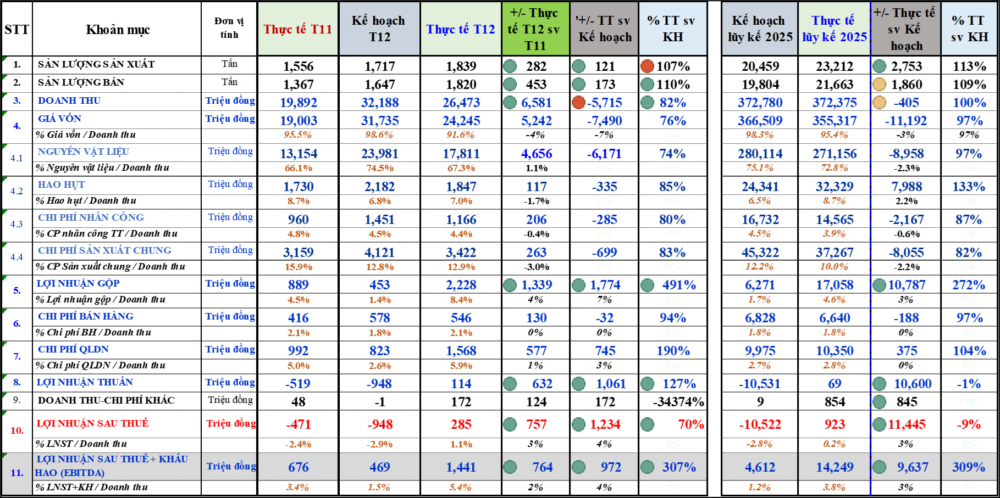 STT Khoản mục Đơn vị tính Thực tế T11 Kế hoạch T12 Thực tế T12 +/- Thực tế T12 sv T11 '+/- TT sv Kế hoạch % TT sv KH Kế hoạch lũy kế 2025 Thực tế lũy kế 2025 +/- Thực tế sv Kế hoạch % TT sv KH
1. SẢN LƯỢNG SẢN XUẤT Tấn 1,556 1,717 1,839 282 121 107% 20,459 23,212 2,753 113%
2. SẢN LƯỢNG BÁN Tấn 1,367 1,647 1,820 453 173 110% 19,804 21,663 1,860 109%
3. DOANH THU Triệu đồng 19,892 32,188 26,473 6,581 -5,715 82% 372,780 372,375 -405 100%
4. GIÁ VỐN Triệu đồng 19,003 31,735 24,245 5,242 -7,490 76% 366,509 355,317 -11,192 97%
% Giá vốn / Doanh thu 95.5% 98.6% 91.6% -4% -7% 98.3% 95.4% -3% 97%
4.1 NGUYÊN VẬT LIỆU Triệu đồng 13,154 23,981 17,811 4,656 -6,171 74% 280,114 271,156 -8,958 97%
% Nguyên vật liệu / Doanh thu 66.1% 74.5% 67.3% 1.1% 75.1% 72.8% -2.3%
4.2 HAO HỤT Triệu đồng 1,730 2,182 1,847 117 -335 85% 24,341 32,329 7,988 133%
% Hao hụt / Doanh thu 8.7% 6.8% 7.0% -1.7% 6.5% 8.7% 2.2%
4.3 CHI PHÍ NHÂN CÔNG Triệu đồng 960 1,451 1,166 206 -285 80% 16,732 14,565 -2,167 87%
% CP nhân công TT / Doanh thu 4.8% 4.5% 4.4% -0.4% 4.5% 3.9% -0.6%
4.4 CHI PHÍ SẢN XUẤT CHUNG Triệu đồng 3,159 4,121 3,422 263 -699 83% 45,322 37,267 -8,055 82%
% CP Sản xuất chung / Doanh thu 15.9% 12.8% 12.9% -3.0% 12.2% 10.0% -2.2%
5. LỢI NHUẬN GỘP Triệu đồng 889 453 2,228 1,339 1,774 491% 6,271 17,058 10,787 272%
% Lợi nhuận gộp / Doanh thu 4.5% 1.4% 8.4% 4% 7% 1.7% 4.6% 3%
6. CHI PHÍ BÁN HÀNG Triệu đồng 416 578 546 130 -32 94% 6,828 6,640 -188 97%
% Chi phí BH / Doanh thu 2.1% 1.8% 2.1% 0% 0% 1.8% 1.8% 0%
7. CHI PHÍ QLDN Triệu đồng 992 823 1,568 577 745 190% 9,975 10,350 375 104%
% Chi phí QLDN / Doanh thu 5.0% 2.6% 5.9% 1% 3% 2.7% 2.8% 0%
8. LỢI NHUẬN THUẦN Triệu đồng -519 -948 114 632 1,061 127% -10,531 69 10,600 -1%
9. DOANH THU-CHI PHÍ KHÁC Triệu đồng 48 -1 172 124 172 -34374% 9 854 845
10. LỢI NHUẬN SAU THUẾ Triệu đồng -471 -948 285 757 1,234 70% -10,522 923 11,445 -9%
% LNST / Doanh thu -2.4% -2.9% 1.1% 3% 4% -2.8% 0.2% 3%
11. LỢI NHUẬN SAU THUẾ + KHẤU HAO (EBITDA) Triệu đồng 676 469 1,441 764 972 307% 4,612 14,249 9,637 309%
% LNST+KH / Doanh thu 3.4% 1.5% 5.4% 2% 4% 1.2% 3.8% 3%